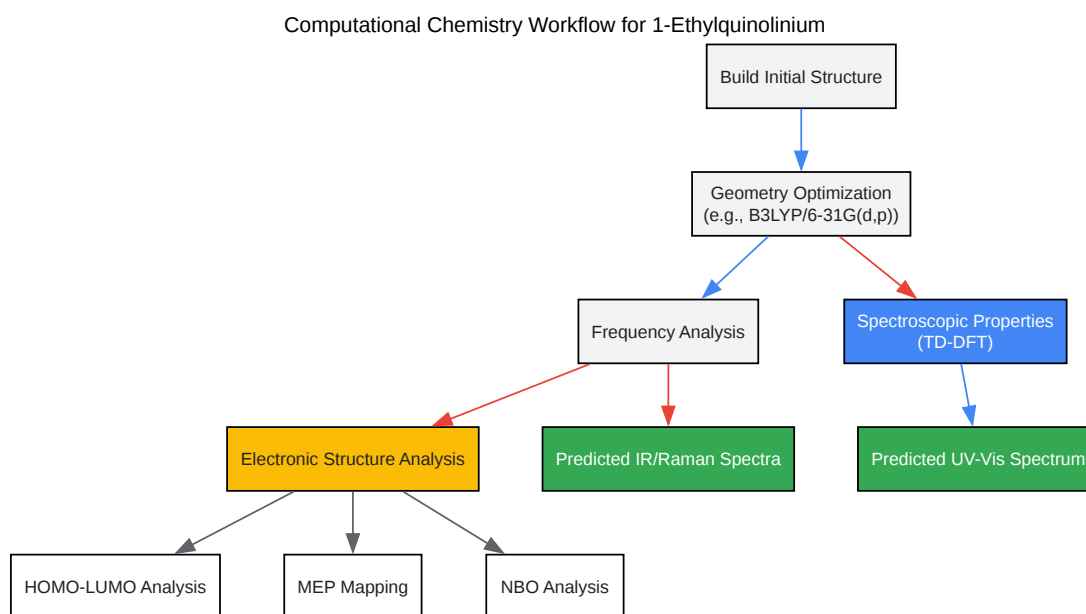 Computational Chemistry Workflow for 1-Ethylquinolinium
Build Initial Structure
Geometry Optimization
(e.g., B3LYP/6-31G(d,p))
Frequency Analysis
Spectroscopic Properties
(TD-DFT)
Electronic Structure Analysis
Predicted IR/Raman Spectra
Predicted UV-Vis Spectrum
HOMO-LUMO Analysis
MEP Mapping
NBO Analysis